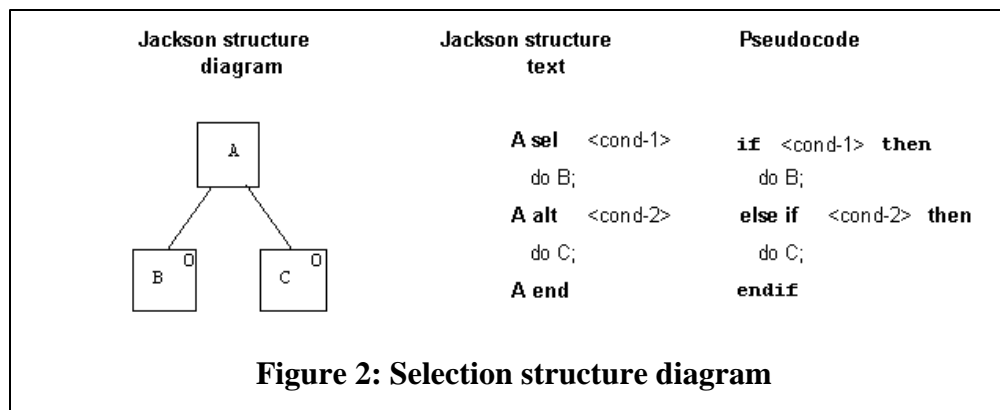 Jackson structure
diagram
Jackson structure
text
Pseudocode
A
B
O
C
O
A sel <cond-1>
do B;
A alt <cond-2>
do C;
A end
if <cond-1> then
do B;
else if <cond-2> then
do C;
endif
Figure 2: Selection structure diagram